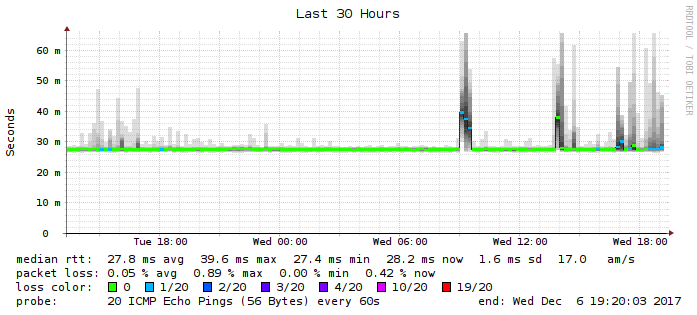 Last 30 Hours
RRDTOOL / TOBI OETIKER
Seconds
60 m
50 m
40 m
30 m
20 m
10 m
0
Tue 18:00 Wed 00:00 Wed 06:00 Wed 12:00 Wed 18:00
median rtt: 27.8 ms avg 39.6 ms max 27.4 ms min 28.2 ms now 1.6 ms sd 17.0 am/s
packet loss: 0.05 % avg 0.89 % max 0.00 % min 0.42 % now
loss color: 0 1/20 2/20 3/20 4/20 10/20 19/20
probe: 20 ICMP Echo Pings (56 Bytes) every 60s end: Wed Dec 6 19:20:03 2017